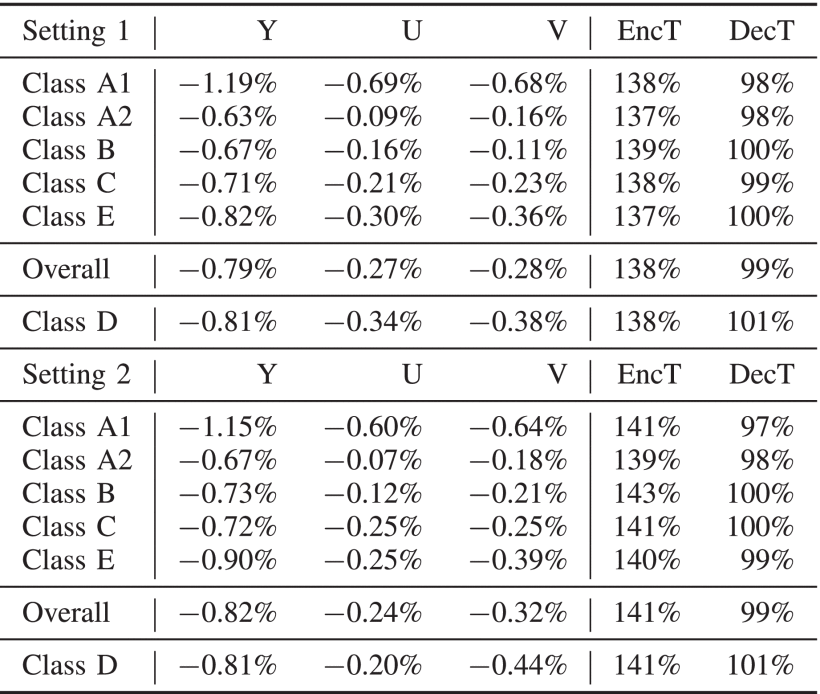 Setting 1 Y U V EncT DecT
Class A1 −1.19% −0.69% −0.68% 138% 98%
Class A2 −0.63% −0.09% −0.16% 137% 98%
Class B −0.67% −0.16% −0.11% 139% 100%
Class C −0.71% −0.21% −0.23% 138% 99%
Class E −0.82% −0.30% −0.36% 137% 100%
Overall −0.79% −0.27% −0.28% 138% 99%
Class D −0.81% −0.34% −0.38% 138% 101%
Setting 2 Y U V EncT DecT
Class A1 −1.15% −0.60% −0.64% 141% 97%
Class A2 −0.67% −0.07% −0.18% 139% 98%
Class B −0.73% −0.12% −0.21% 143% 100%
Class C −0.72% −0.25% −0.25% 141% 100%
Class E −0.90% −0.25% −0.39% 140% 99%
Overall −0.82% −0.24% −0.32% 141% 99%
Class D −0.81% −0.20% −0.44% 141% 101%